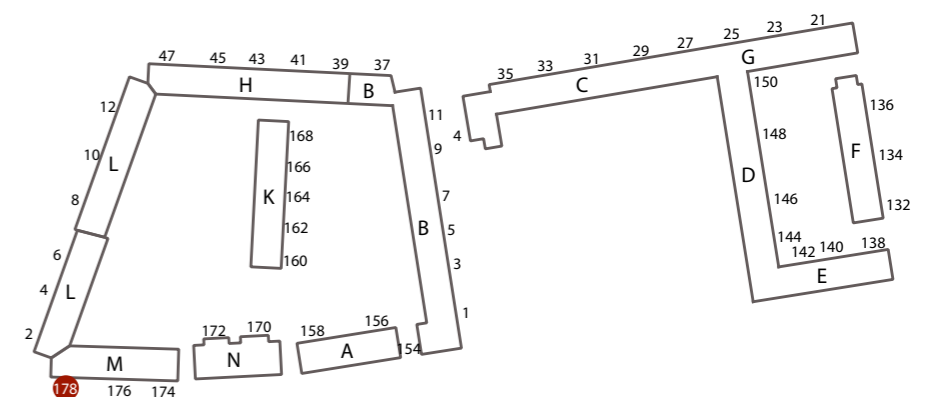 47 45 43 41 39 37
H B
12
10 L
8
6
4 L
2
168
166
K 164
162
160
11
9
7
B 5
3
1
172 170
N
158 156
A 154
M
178 176 174
35 33 31 29 27 25 23 21
C G
4
150
148
D
146
144
142 140 138
E
136
F 134
132